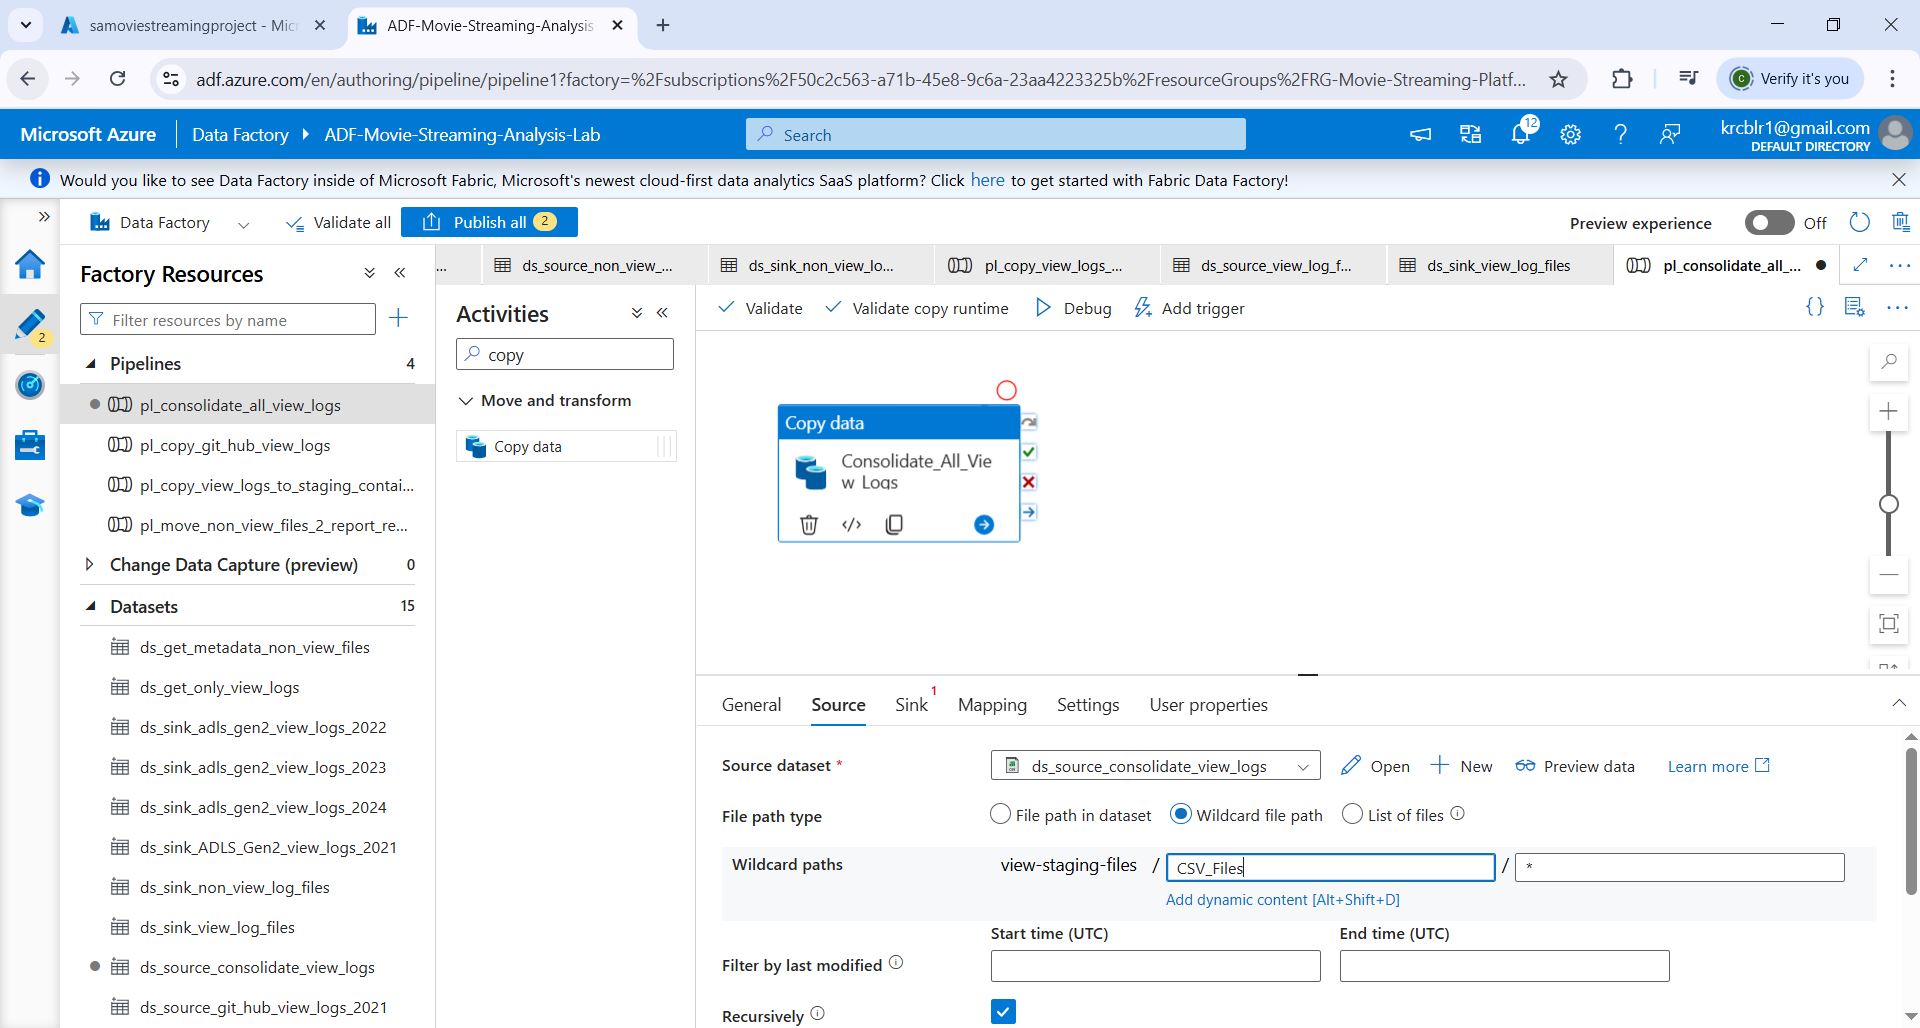 samoviestreamingproject - Micr
ADF-Movie-Streaming-Analysis
adf.azure.com/en/authoring/pipeline/pipeline1?factory=%2Fsubscriptions%2F50c2c563-a71b-45e8-9c6a-23aa4223325b%2FresourceGroups%2FRG-Movie-Streaming-Platf...
C Verify it's you
Microsoft Azure Data Factory ADF-Movie-Streaming-Analysis-Lab
Search
12
krcblr1@gmail.com
DEFAULT DIRECTORY
Would you like to see Data Factory inside of Microsoft Fabric, Microsoft's newest cloud-first data analytics SaaS platform? Click here to get started with Fabric Data Factory!
Data Factory Validate all Publish all 2
Preview experience Off
Factory Resources
2
Filter resources by name
Pipelines 4
pl_consolidate_all_view_logs
pl_copy_git_hub_view_logs
pl_copy_view_logs_to_staging_contai...
pl_move_non_view_files_2_report_re...
Change Data Capture (preview) 0
Datasets 15
ds_get_metadata_non_view_files
ds_get_only_view_logs
ds_sink_adls_gen2_view_logs_2022
ds_sink_adls_gen2_view_logs_2023
ds_sink_adls_gen2_view_logs_2024
ds_sink_ADLS_Gen2_view_logs_2021
ds_sink_non_view_log_files
ds_sink_view_log_files
ds_source_consolidate_view_logs
ds_source_git_hub_view_logs_2021
... ds_source_non_view_... ds_sink_non_view_lo... pl_copy_view_logs_... ds_source_view_log_f... ds_sink_view_log_files pl_consolidate_all_...
Activities
copy
Move and transform
Copy data
Validate Validate copy runtime Debug Add trigger
Copy data
Consolidate_All_Vie
w_Logs
General Source Sink 1 Mapping Settings User properties
Source dataset * ds_source_consolidate_view_logs Open New Preview data Learn more
File path type File path in dataset Wildcard file path List of files
Wildcard paths view-staging-files / CSV_Files / *
Add dynamic content [Alt+Shift+D]
Start time (UTC) End time (UTC)
Filter by last modified
Recursively